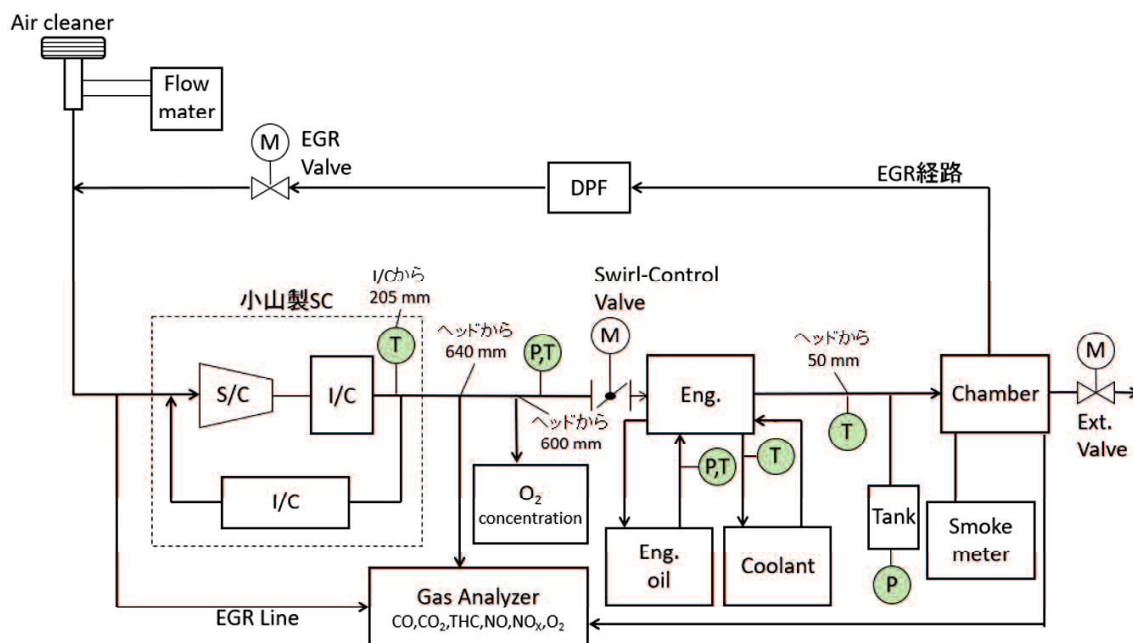 Air cleaner
Flow
mater
M
EGR
Valve
DPF
EGR経路
I/Cから
205 mm
小山製SC
T
ヘッドから
640 mm
P,T
Swirl-Control
Valve
M
ヘッドから
50 mm
M
S/C
I/C
Eng.
Chamber
Ext.
Valve
ヘッドから
600 mm
T
P,T
T
I/C
O₂
concentration
Eng.
oil
Coolant
Tank
Smoke
meter
P
EGR Line
Gas Analyzer
CO,CO₂,THC,NO,NOₓ,O₂